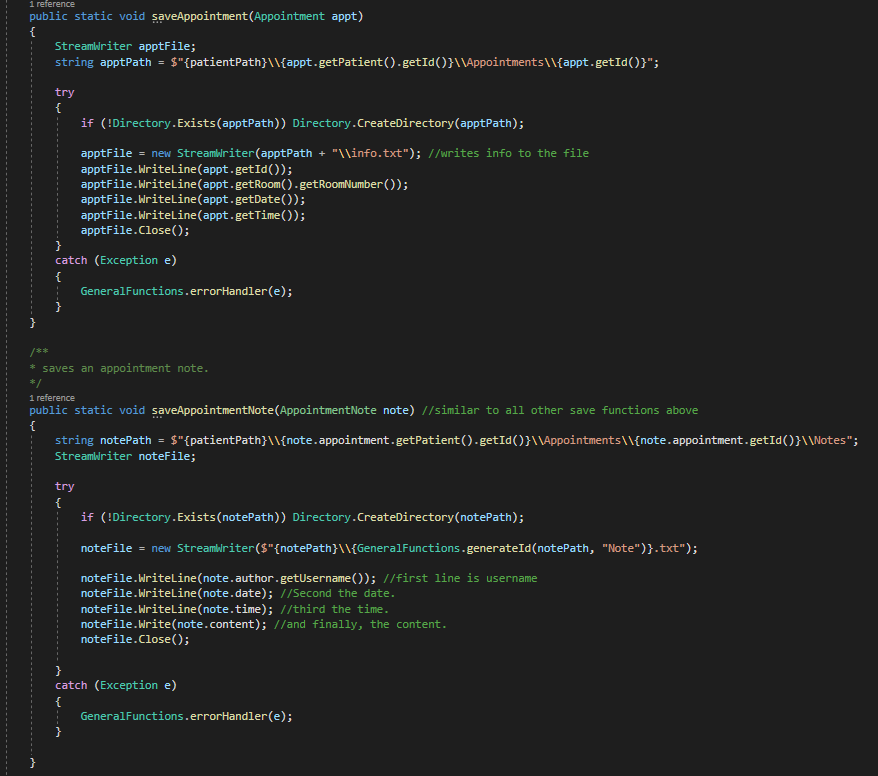 1 reference
public static void saveAppointment(Appointment appt)
{
StreamWriter apptFile;
string apptPath = $"{patientPath}\\{appt.getPatient().getId()}\\Appointments\\{appt.getId()}";
try
{
if (!Directory.Exists(apptPath)) Directory.CreateDirectory(apptPath);
apptFile = new StreamWriter(apptPath + "\\info.txt"); //writes info to the file
apptFile.WriteLine(appt.getId());
apptFile.WriteLine(appt.getRoom().getRoomNumber());
apptFile.WriteLine(appt.getDate());
apptFile.WriteLine(appt.getTime());
apptFile.Close();
}
catch (Exception e)
{
GeneralFunctions.errorHandler(e);
}
}
/**
* saves an appointment note.
*/
1 reference
public static void saveAppointmentNote(AppointmentNote note) //similar to all other save functions above
{
string notePath = $"{patientPath}\\{note.appointment.getPatient().getId()}\\Appointments\\{note.appointment.getId()}\\Notes";
StreamWriter noteFile;
try
{
if (!Directory.Exists(notePath)) Directory.CreateDirectory(notePath);
noteFile = new StreamWriter($"{notePath}\\{GeneralFunctions.generateId(notePath, "Note")}.txt");
noteFile.WriteLine(note.author.getUsername()); //first line is username
noteFile.WriteLine(note.date); //Second the date.
noteFile.WriteLine(note.time); //third the time.
noteFile.Write(note.content); //and finally, the content.
noteFile.Close();
}
catch (Exception e)
{
GeneralFunctions.errorHandler(e);
}
}